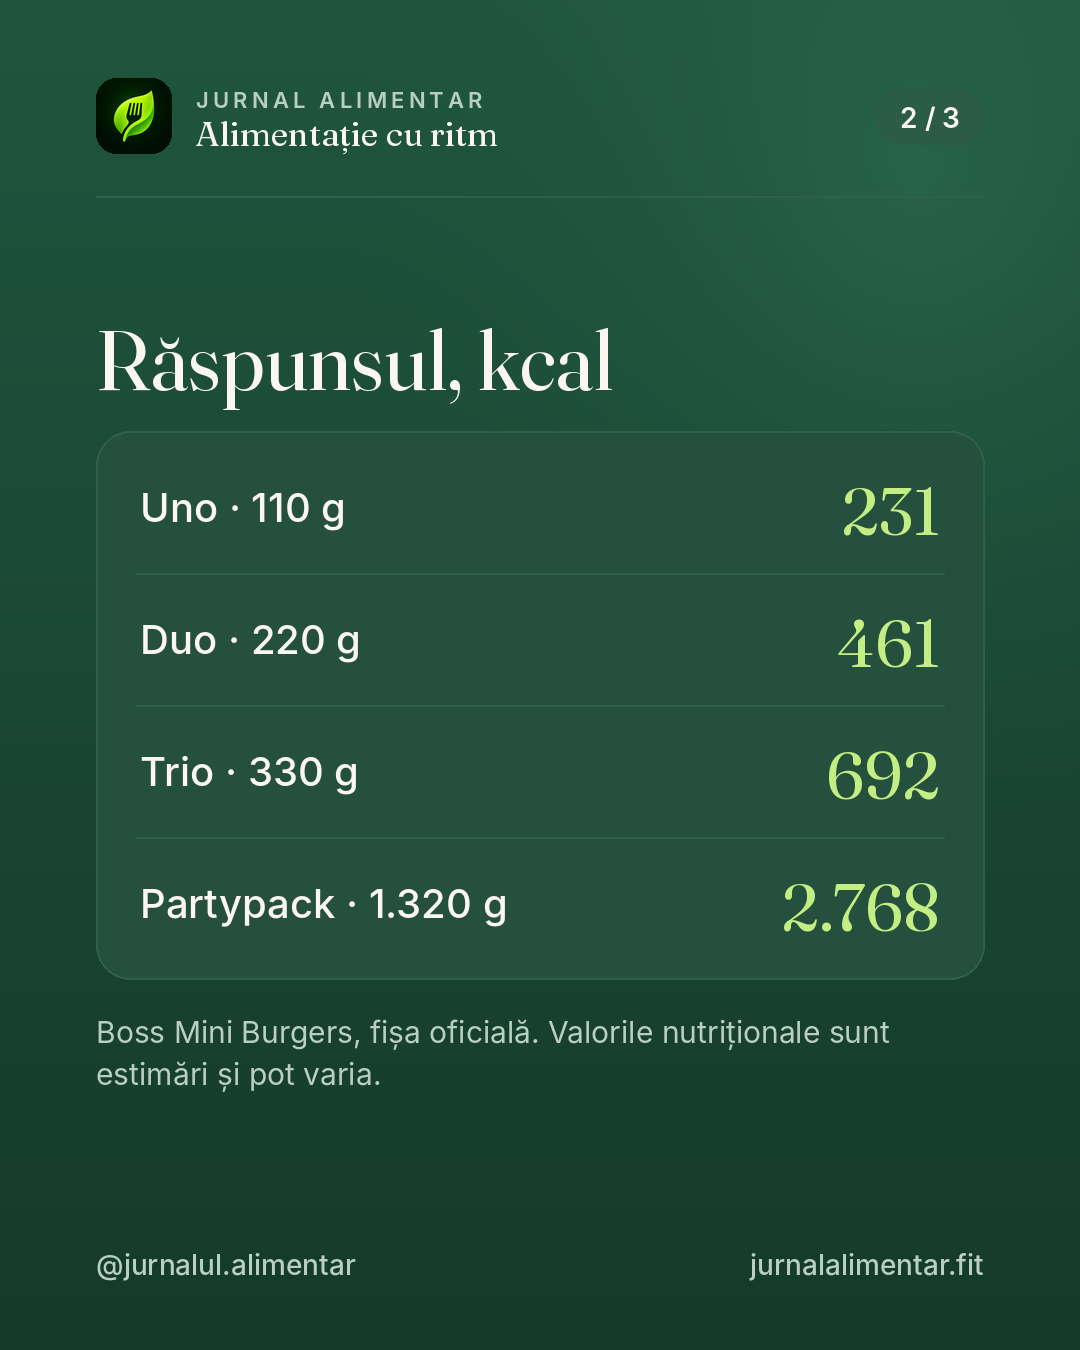 JURNAL ALIMENTAR
Alimentație cu ritm
2 / 3
Răspunsul, kcal
Uno · 110 g 231
Duo · 220 g 461
Trio · 330 g 692
Partypack · 1.320 g 2.768
Boss Mini Burgers, fișa oficială. Valorile nutriționale sunt
estimări și pot varia.
@jurnalul.alimentar
jurnalalimentar.fit